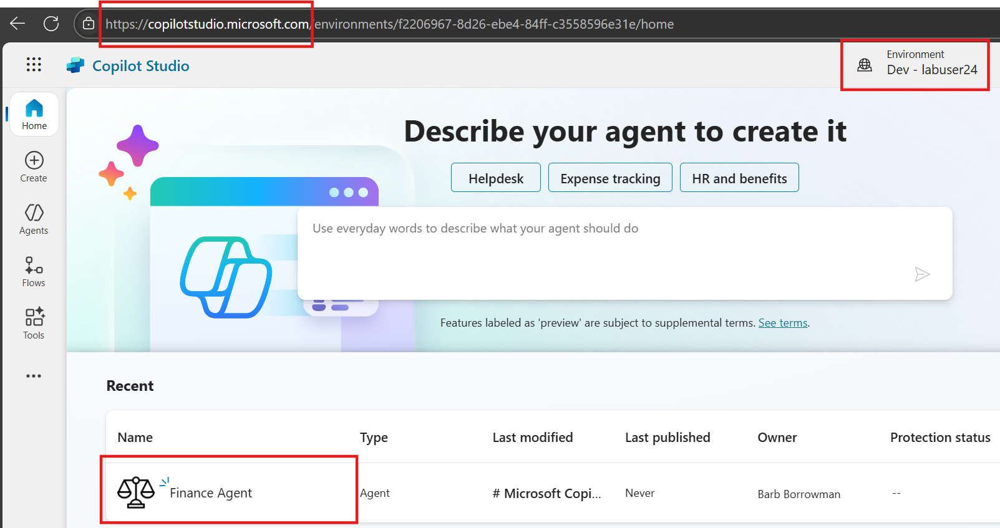 https://copilotstudio.microsoft.com/environments/f2206967-8d26-ebe4-84ff-c3558596e31e/home
Copilot Studio
Environment
Dev - labuser24
Home
Create
Agents
Flows
Tools
Describe your agent to create it
Helpdesk
Expense tracking
HR and benefits
Use everyday words to describe what your agent should do
Features labeled as 'preview' are subject to supplemental terms. See terms.
Recent
Name Type Last modified Last published Owner Protection status
Finance Agent Agent # Microsoft Copi... Never Barb Borrowman --